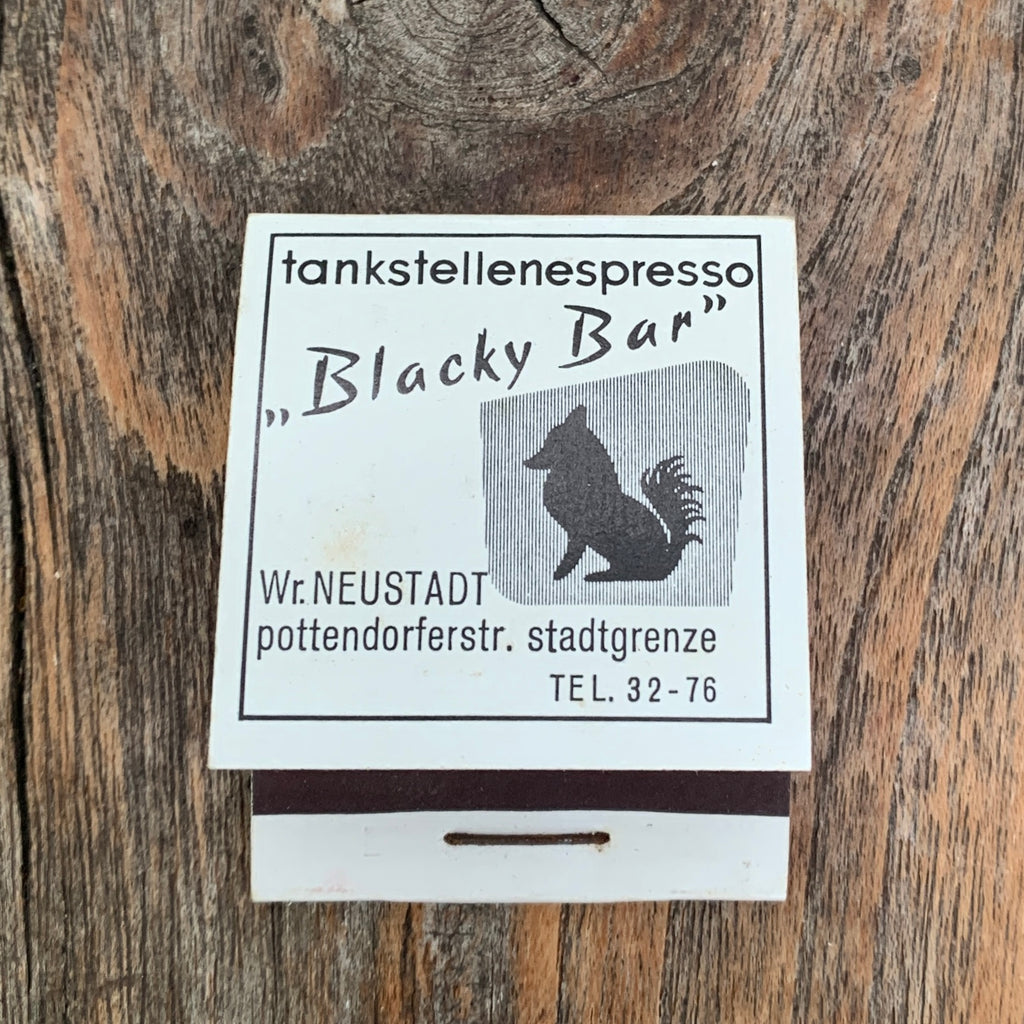 tankstellenespresso
„Blacky Bar”
Wr. NEUSTADT
pottendorferstr. stadtgrenze
TEL. 32-76